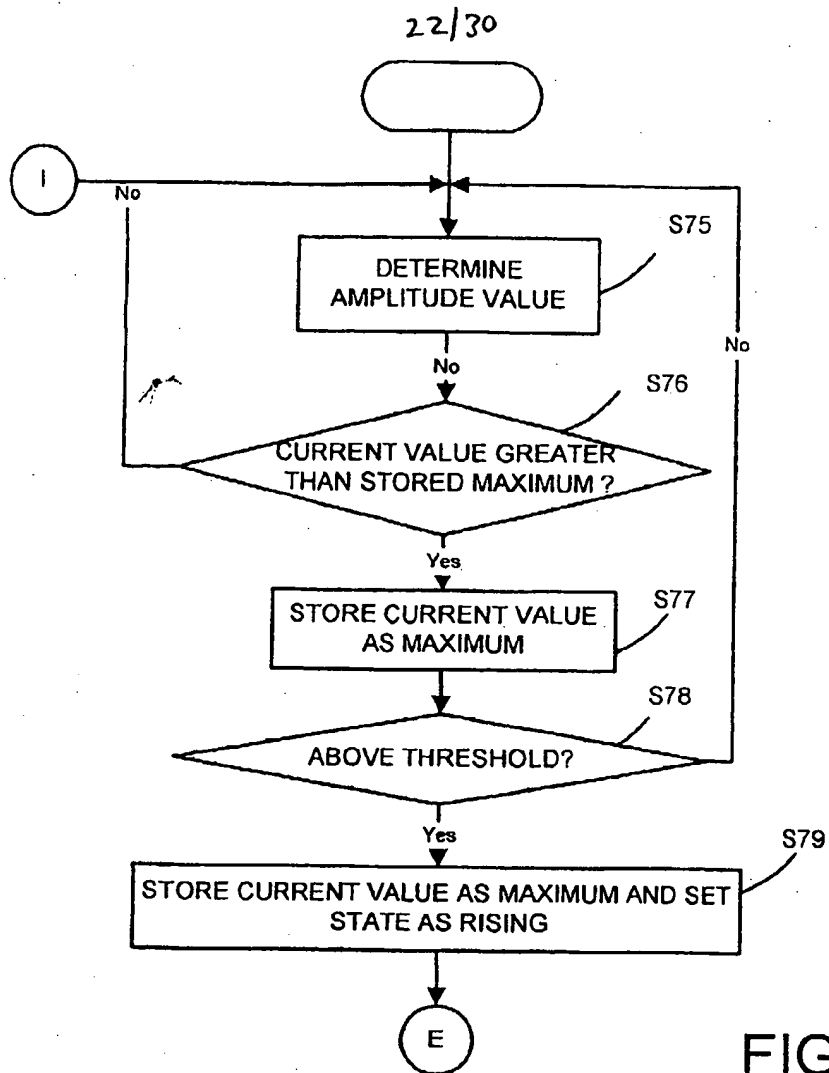 22/30
I
No
S75
DETERMINE
AMPLITUDE VALUE
No
No
S76
CURRENT VALUE GREATER
THAN STORED MAXIMUM ?
Yes
S77
STORE CURRENT VALUE
AS MAXIMUM
S78
ABOVE THRESHOLD?
Yes
S79
STORE CURRENT VALUE AS MAXIMUM AND SET
STATE AS RISING
E
FIG